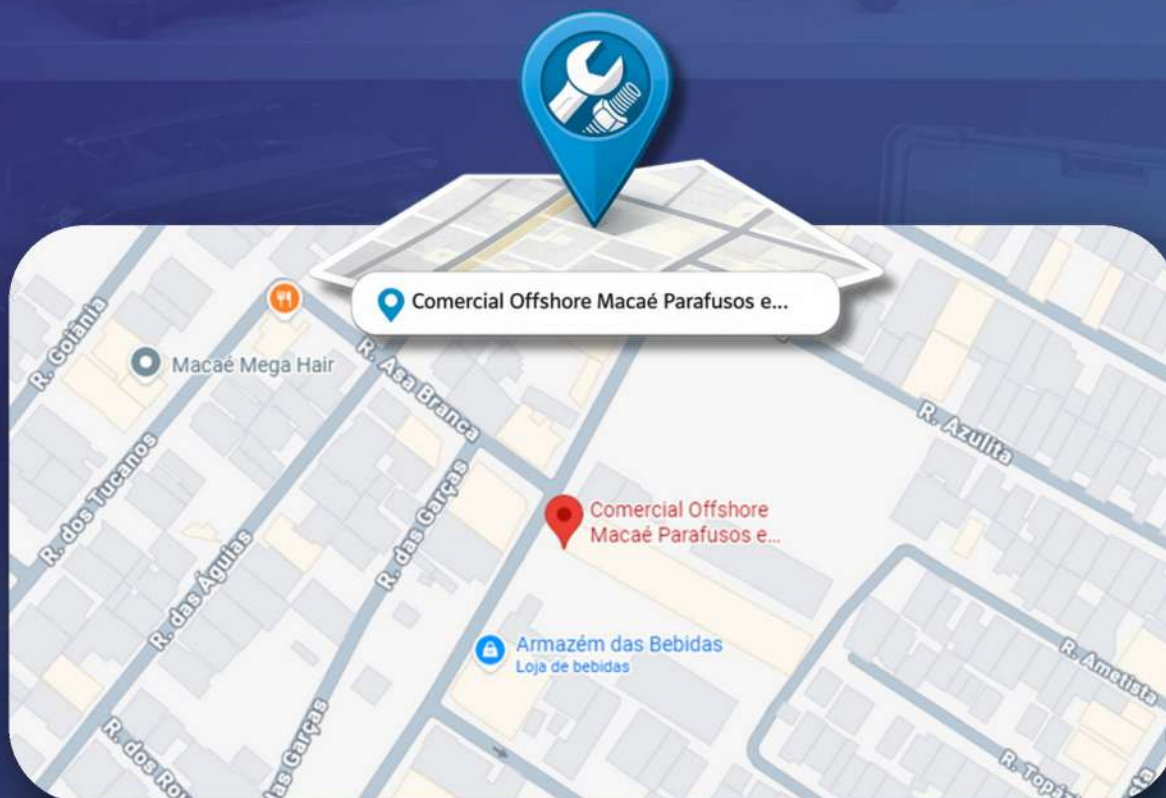 Comercial Offshore Macaé Parafusos e...
R. Goiânia
Macaé Mega Hair
R. Asa Branca
R. Azulita
R. dos Tucanos
R. das Águias
R. das Garças
Comercial Offshore
Macaé Parafusos e...
Armazém das Bebidas
Loja de bebidas
R. Ametista
R. dos
das Garças
R.